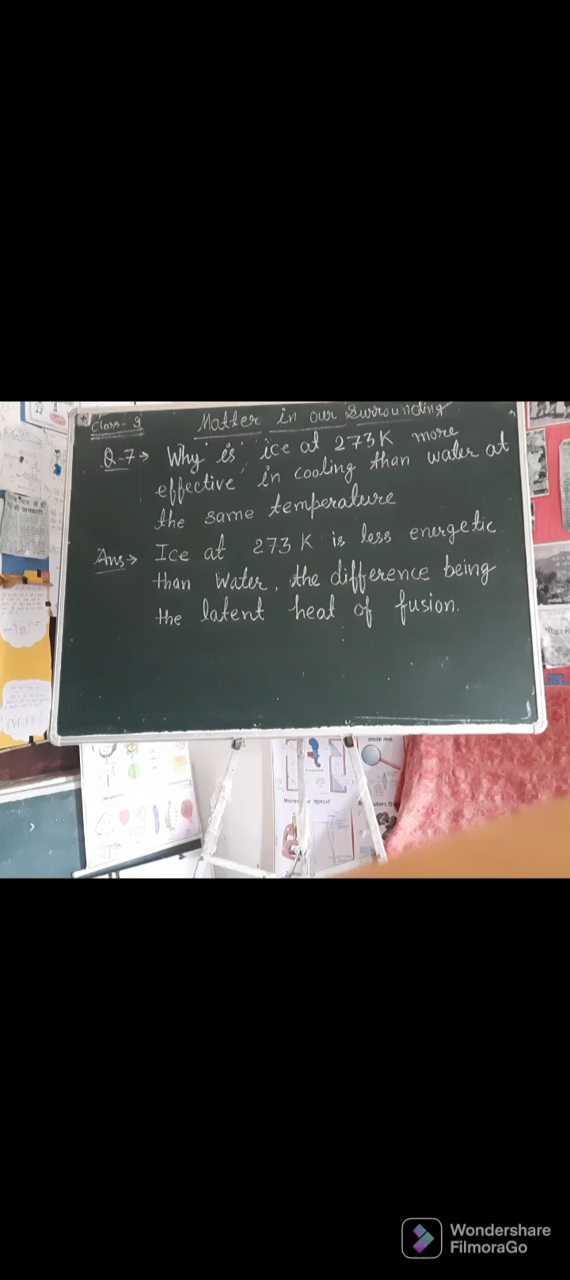 Class- 9
Matter in our Surrounding
Q-7→ Why is ice at 273K more
effective in cooling than water at
the same temperature
Ans→ Ice at 273 K is less energetic
than Water, the difference being
the latent heat of fusion.
Wondershare
FilmoraGo